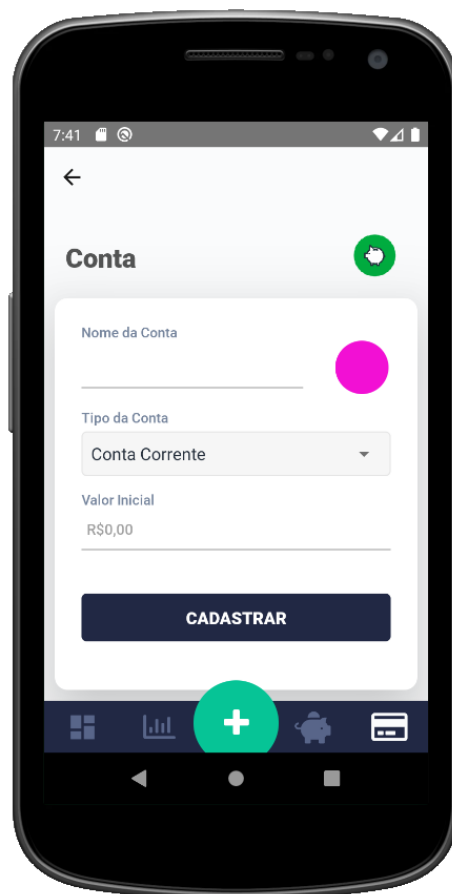 7:41
Conta
Nome da Conta
Tipo da Conta
Conta Corrente
Valor Inicial
R$0,00
CADASTRAR